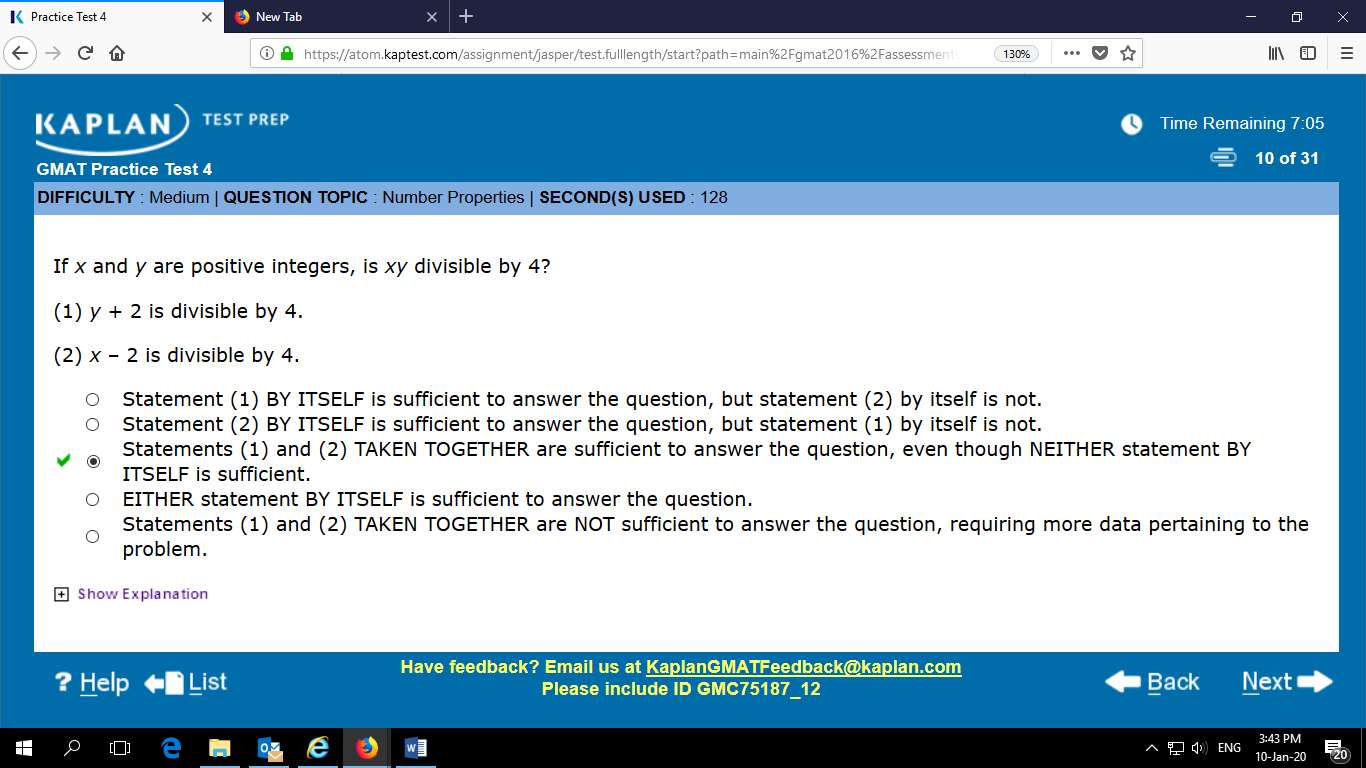 Practice Test 4
New Tab
https://atom.kaptest.com/assignment/jasper/test.fulllength/start?path=main%2Fgmat2016%2Fassessment
130%
KAPLAN TEST PREP
Time Remaining 7:05
GMAT Practice Test 4
10 of 31
DIFFICULTY : Medium | QUESTION TOPIC : Number Properties | SECOND(S) USED : 128
If x and y are positive integers, is xy divisible by 4?
(1) y + 2 is divisible by 4.
(2) x – 2 is divisible by 4.
Statement (1) BY ITSELF is sufficient to answer the question, but statement (2) by itself is not.
Statement (2) BY ITSELF is sufficient to answer the question, but statement (1) by itself is not.
Statements (1) and (2) TAKEN TOGETHER are sufficient to answer the question, even though NEITHER statement BY
ITSELF is sufficient.
EITHER statement BY ITSELF is sufficient to answer the question.
Statements (1) and (2) TAKEN TOGETHER are NOT sufficient to answer the question, requiring more data pertaining to the
problem.
Show Explanation
Have feedback? Email us at KaplanGMATFeedback@kaplan.com
Please include ID GMC75187_12
? Help
List
Back
Next
ENG
3:43 PM
10-Jan-20
20